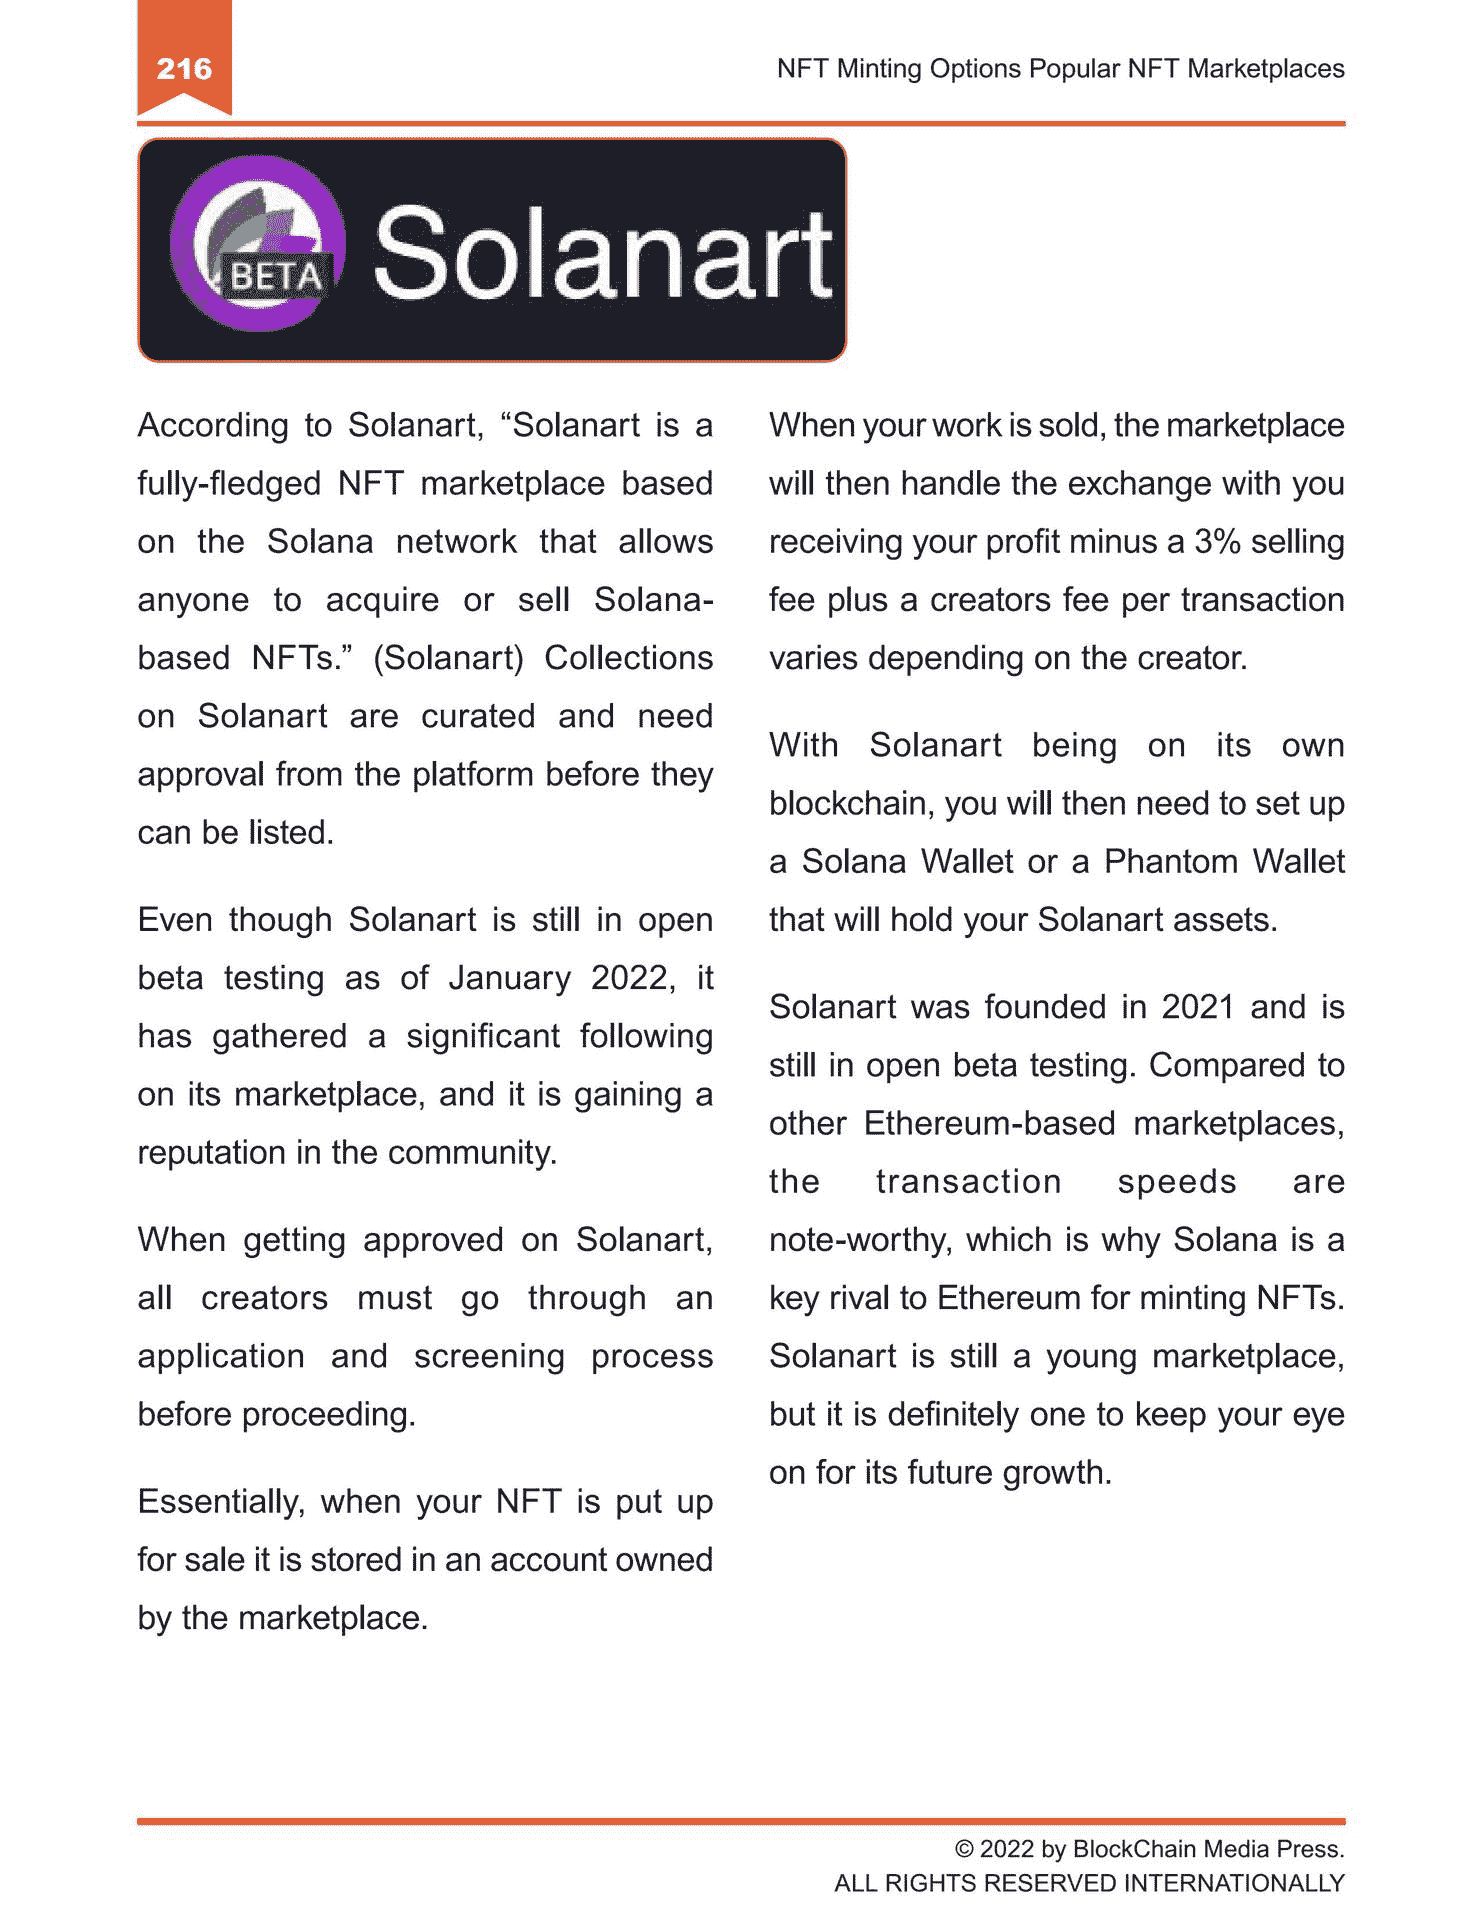 216
NFT Minting Options Popular NFT Marketplaces
BETA
Solanart
According to Solanart, “Solanart is a
fully-fledged NFT marketplace based
on the Solana network that allows
anyone to acquire or sell Solana-
based NFTs.” (Solanart) Collections
on Solanart are curated and need
approval from the platform before they
can be listed.
Even though Solanart is still in open
beta testing as of January 2022, it
has gathered a significant following
on its marketplace, and it is gaining a
reputation in the community.
When getting approved on Solanart,
all creators must go through an
application and screening process
before proceeding.
Essentially, when your NFT is put up
for sale it is stored in an account owned
by the marketplace.
When your work is sold, the marketplace
will then handle the exchange with you
receiving your profit minus a 3% selling
fee plus a creators fee per transaction
varies depending on the creator.
With Solanart being on its own
blockchain, you will then need to set up
a Solana Wallet or a Phantom Wallet
that will hold your Solanart assets.
Solanart was founded in 2021 and is
still in open beta testing. Compared to
other Ethereum-based marketplaces,
the transaction speeds are
note-worthy, which is why Solana is a
key rival to Ethereum for minting NFTs.
Solanart is still a young marketplace,
but it is definitely one to keep your eye
on for its future growth.
© 2022 by BlockChain Media Press.
ALL RIGHTS RESERVED INTERNATIONALLY